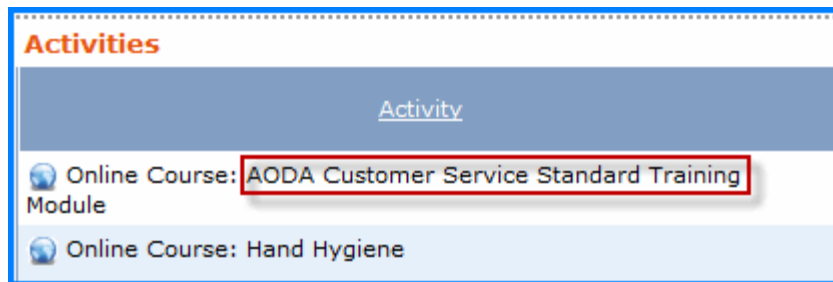 Activities
Activity
Online Course: AODA Customer Service Standard Training
Module
Online Course: Hand Hygiene